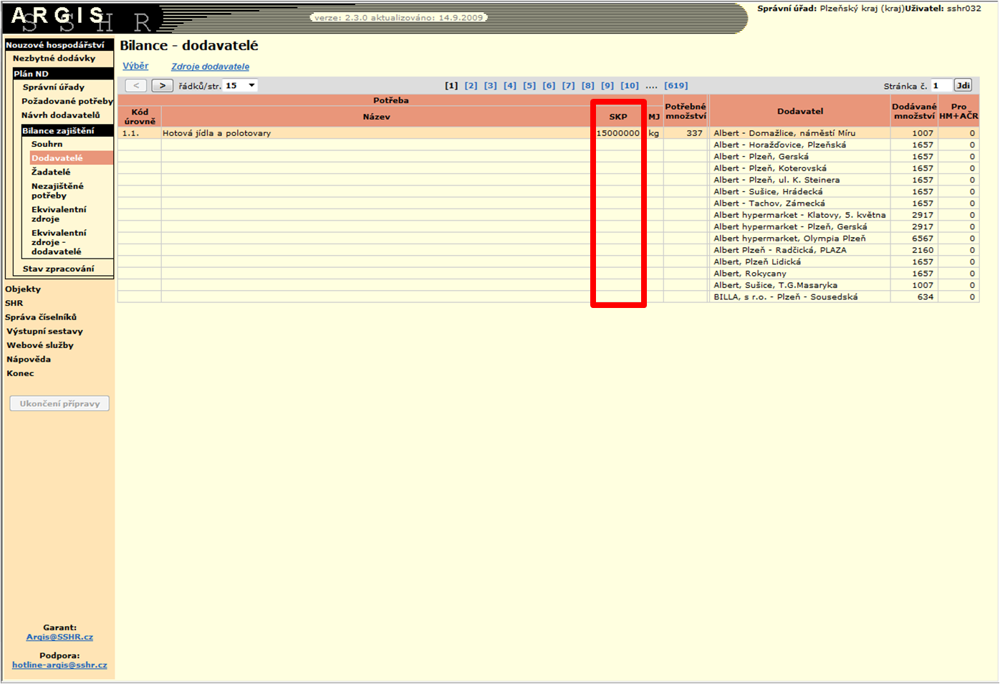 ARGIS
SSHR
verze: 2.3.0 aktualizováno: 14.9.2009
Správní úřad: Plzeňský kraj (kraj)Uživatel: sshr032
Nouzové hospodářství
Nezbytné dodávky
Plán ND
Správní úřady
Požadované potřeby
Návrh dodavatelů
Bilance zajištění
Souhrn
Dodavatelé
Žadatelé
Nezajištěné
potřeby
Ekvivalentní
zdroje
Ekvivalentní
zdroje -
dodavatelé
Stav zpracování
Objekty
SHR
Správa číselníků
Výstupní sestavy
Webové služby
Nápověda
Konec
Ukončení přípravy
Garant:
Argis@SSHR.cz
Podpora:
hotline-argis@sshr.cz
Bilance - dodavatelé
Výběr Zdroje dodavatele
< > řádků/str. 15 [1] [2] [3] [4] [5] [6] [7] [8] [9] [10] .... [619] Stránka č. 1 Jdi
Potřeba
Kód úrovně Název SKP MJ Potřebné množství Dodavatel Dodávané množství Pro HM+AČR
1.1. Hotová jídla a polotovary 15000000 kg 337 Albert - Domažlice, náměstí Míru 1007 0
Albert - Horažďovice, Plzeňská 1657 0
Albert - Plzeň, Gerská 1657 0
Albert - Plzeň, Koterovská 1657 0
Albert - Plzeň, ul. K. Steinera 1657 0
Albert - Sušice, Hrádecká 1657 0
Albert - Tachov, Zámecká 1657 0
Albert hypermarket - Klatovy, 5. května 2917 0
Albert hypermarket - Plzeň, Gerská 2917 0
Albert hypermarket, Olympia Plzeň 6567 0
Albert Plzeň - Radčická, PLAZA 2160 0
Albert, Plzeň Lidická 1657 0
Albert, Rokycany 1657 0
Albert, Sušice, T.G.Masaryka 1007 0
BILLA, s r.o. - Plzeň - Sousedská 634 0